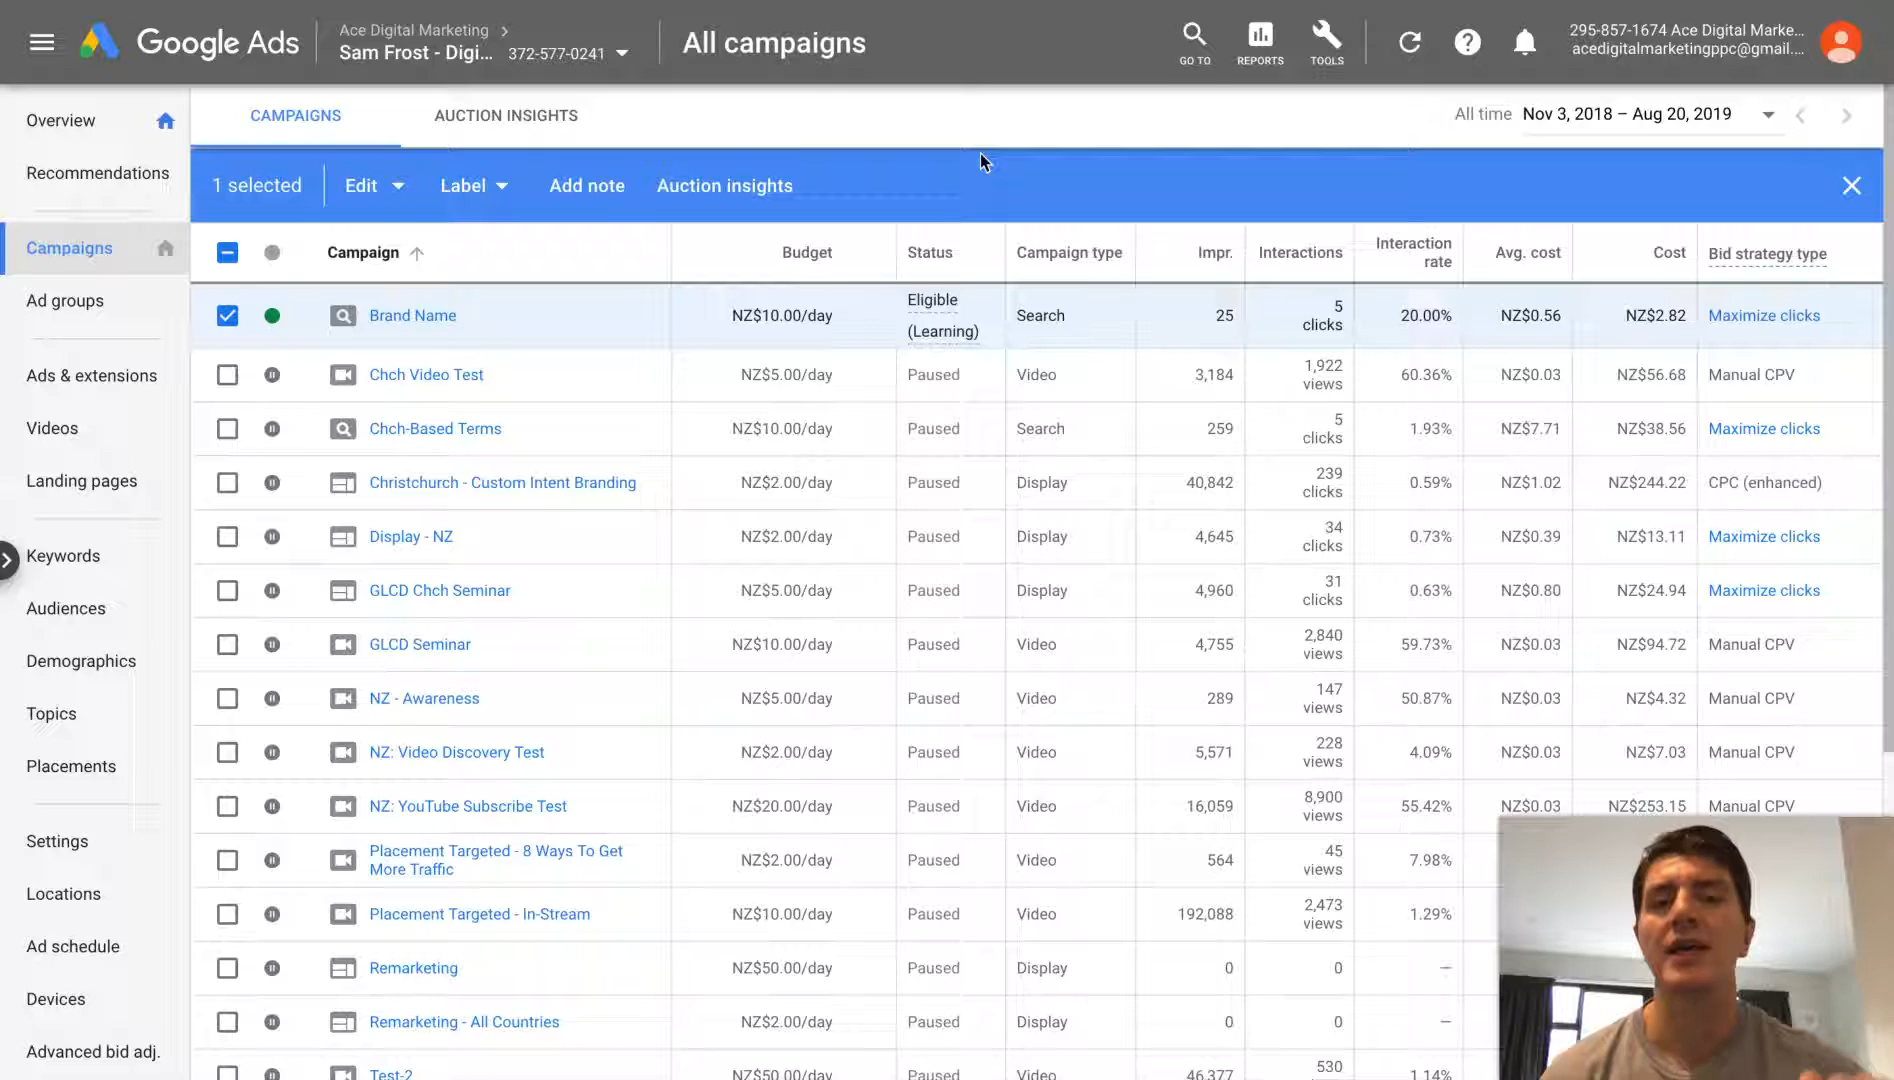 Google Ads
Ace Digital Marketing
Sam Frost - Digi... 372-577-0241
All campaigns
GO TO
REPORTS
TOOLS
295-857-1674 Ace Digital Marke...
acedigitalmarketingppc@gmail....
Overview
Recommendations
Campaigns
Ad groups
Ads & extensions
Videos
Landing pages
Keywords
Audiences
Demographics
Topics
Placements
Settings
Locations
Ad schedule
Devices
Advanced bid adj.
CAMPAIGNS AUCTION INSIGHTS
All time Nov 3, 2018 – Aug 20, 2019
1 selected Edit Label Add note Auction insights
Campaign Budget Status Campaign type Impr. Interactions Interaction rate Avg. cost Cost Bid strategy type
Brand Name NZ$10.00/day Eligible (Learning) Search 25 5 clicks 20.00% NZ$0.56 NZ$2.82 Maximize clicks
Chch Video Test NZ$5.00/day Paused Video 3,184 1,922 views 60.36% NZ$0.03 NZ$56.68 Manual CPV
Chch-Based Terms NZ$10.00/day Paused Search 259 5 clicks 1.93% NZ$7.71 NZ$38.56 Maximize clicks
Christchurch - Custom Intent Branding NZ$2.00/day Paused Display 40,842 239 clicks 0.59% NZ$1.02 NZ$244.22 CPC (enhanced)
Display - NZ NZ$2.00/day Paused Display 4,645 34 clicks 0.73% NZ$0.39 NZ$13.11 Maximize clicks
GLCD Chch Seminar NZ$5.00/day Paused Display 4,960 31 clicks 0.63% NZ$0.80 NZ$24.94 Maximize clicks
GLCD Seminar NZ$10.00/day Paused Video 4,755 2,840 views 59.73% NZ$0.03 NZ$94.72 Manual CPV
NZ - Awareness NZ$5.00/day Paused Video 289 147 views 50.87% NZ$0.03 NZ$4.32 Manual CPV
NZ: Video Discovery Test NZ$2.00/day Paused Video 5,571 228 views 4.09% NZ$0.03 NZ$7.03 Manual CPV
NZ: YouTube Subscribe Test NZ$20.00/day Paused Video 16,059 8,900 views 55.42% NZ$0.03 NZ$253.15 Manual CPV
Placement Targeted - 8 Ways To Get More Traffic NZ$2.00/day Paused Video 564 45 views 7.98%
Placement Targeted - In-Stream NZ$10.00/day Paused Video 192,088 2,473 views 1.29%
Remarketing NZ$50.00/day Paused Display 0 0 –
Remarketing - All Countries NZ$2.00/day Paused Display 0 0 –
Test-2 NZ$50.00/day Paused Video 46,377 530 1.14%